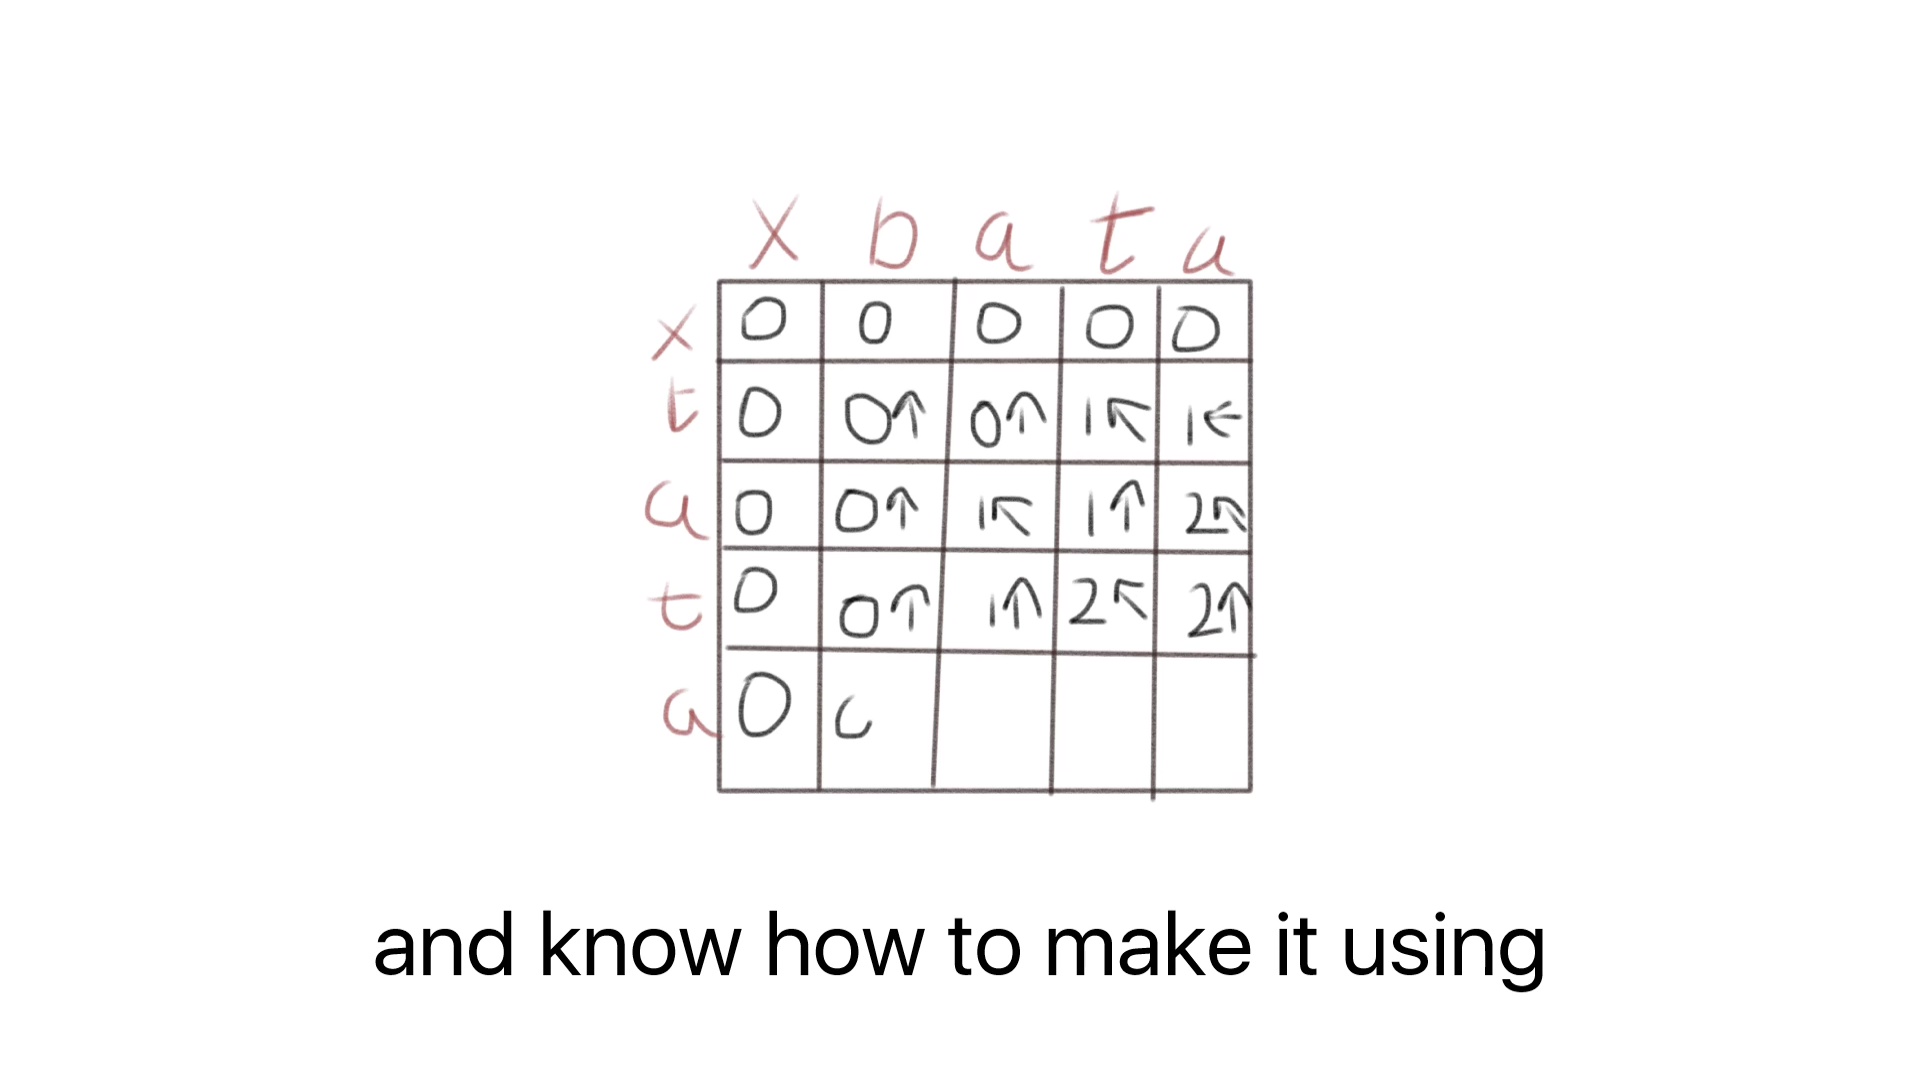 x b a t a
x 0 0 0 0 0
t 0 0↑ 0↑ 1↖ 1←
a 0 0↑ 1↖ 1↑ 2↖
t 0 0↑ 1↑ 2↖ 2↑
a 0
and know how to make it using